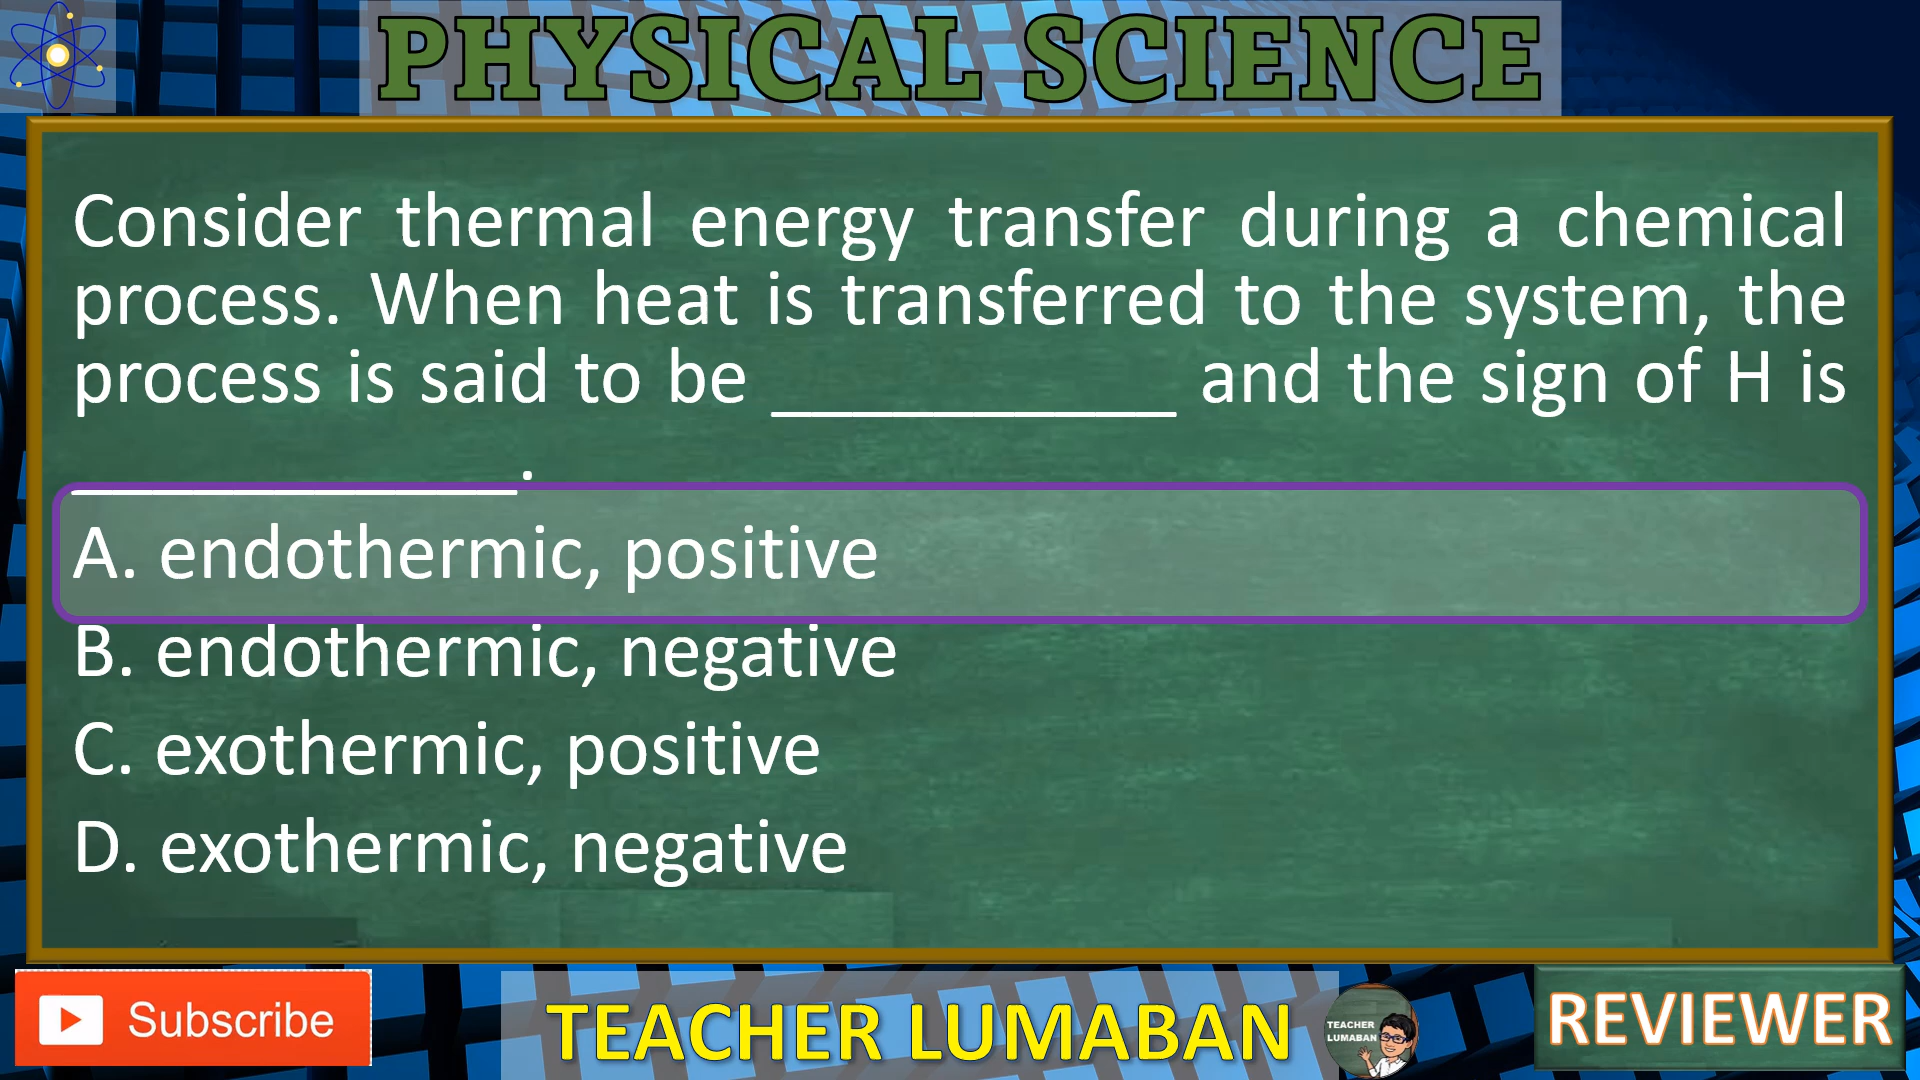 PHYSICAL SCIENCE
Consider thermal energy transfer during a chemical
process. When heat is transferred to the system, the
process is said to be ___________ and the sign of H is
____________.
A. endothermic, positive
B. endothermic, negative
C. exothermic, positive
D. exothermic, negative
Subscribe
TEACHER LUMABAN
TEACHER
LUMABAN
REVIEWER